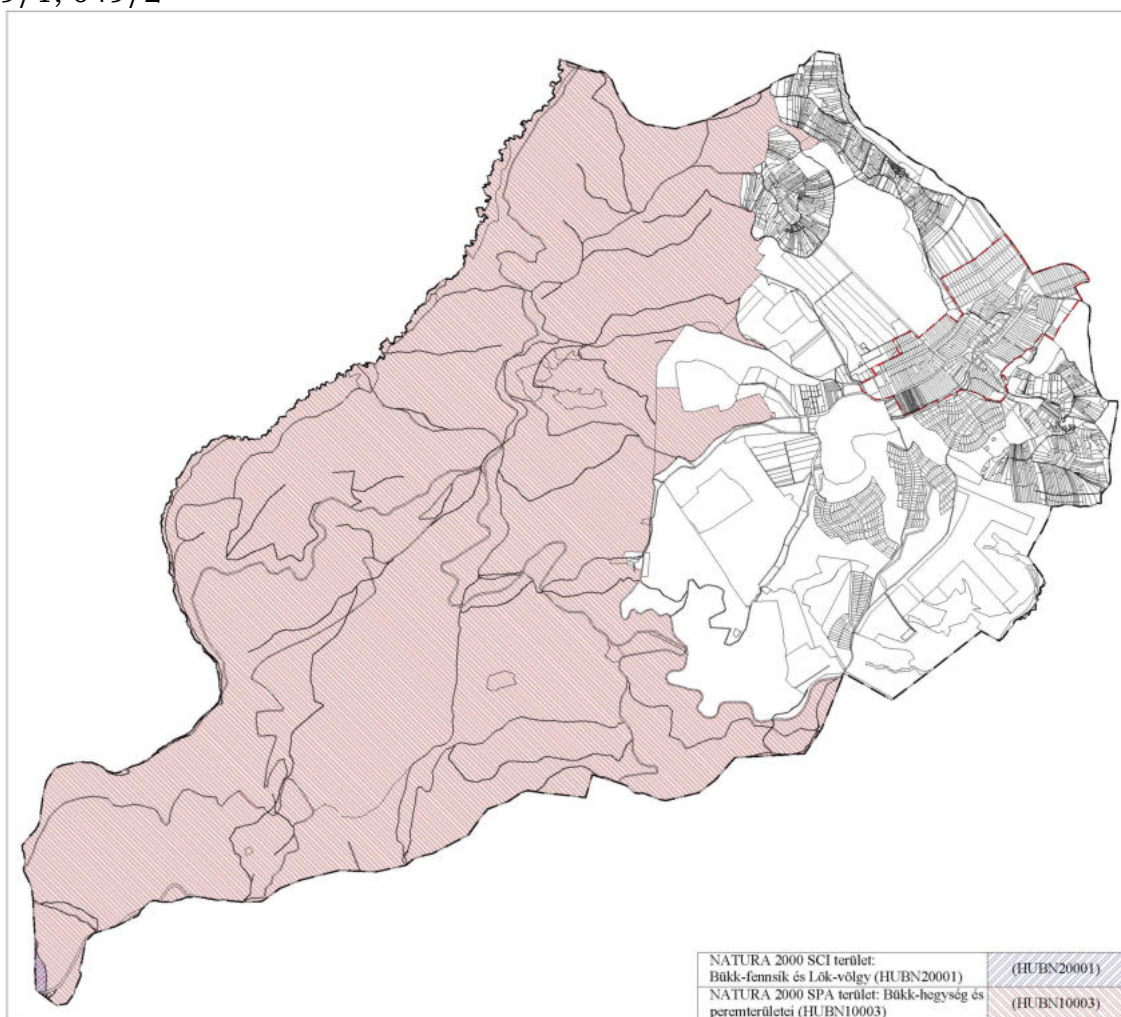 NATURA 2000 SCI terület:
Bükk-fennsík és Lök-völgy (HUBN20001)
(HUBN20001)
NATURA 2000 SPA terület: Bükk-hegység és
peremterületei (HUBN10003)
(HUBN10003)